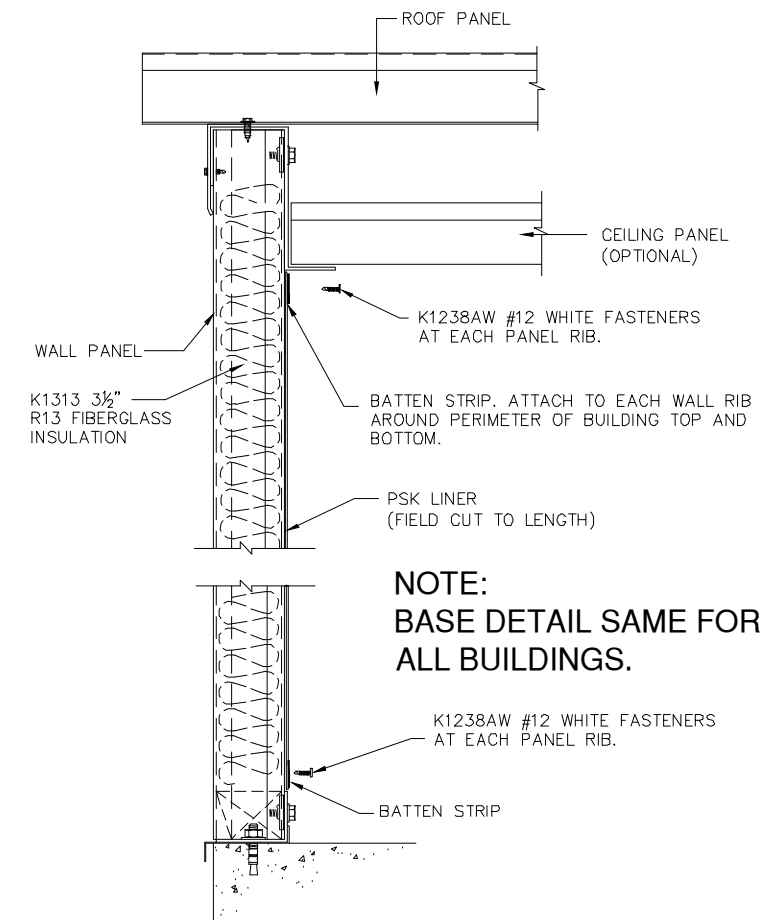 ROOF PANEL
CEILING PANEL
(OPTIONAL)
K1238AW #12 WHITE FASTENERS
AT EACH PANEL RIB.
WALL PANEL
K1313 3½"
R13 FIBERGLASS
INSULATION
BATTEN STRIP. ATTACH TO EACH WALL RIB
AROUND PERIMETER OF BUILDING TOP AND
BOTTOM.
PSK LINER
(FIELD CUT TO LENGTH)
NOTE:
BASE DETAIL SAME FOR
ALL BUILDINGS.
K1238AW #12 WHITE FASTENERS
AT EACH PANEL RIB.
BATTEN STRIP